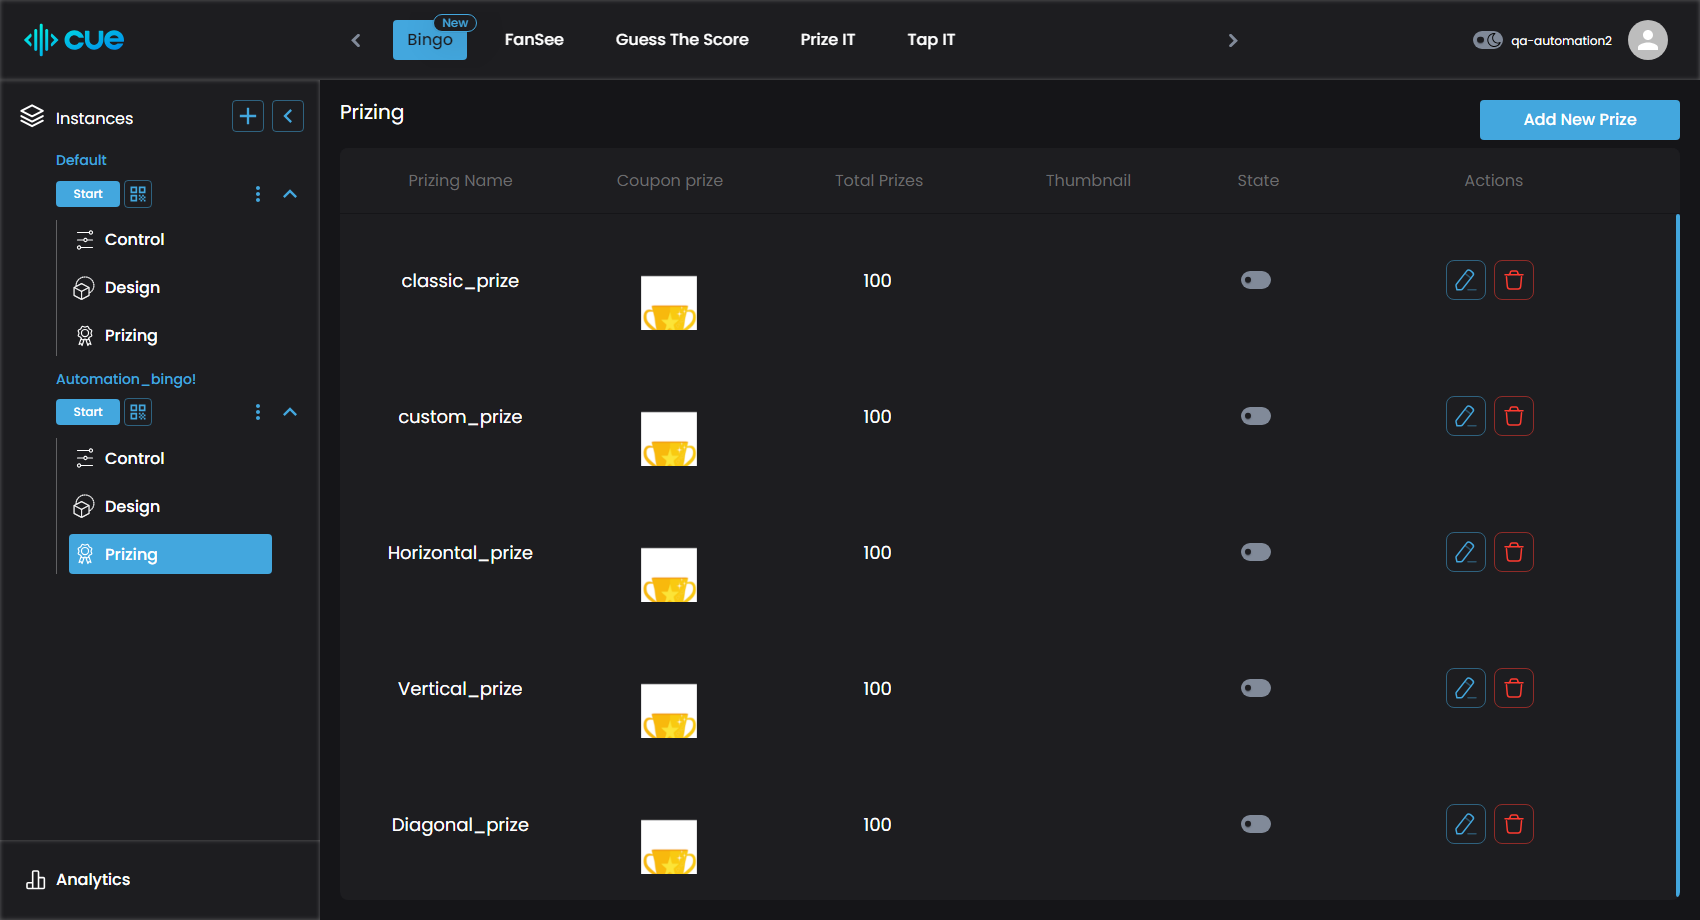 cue
Bingo
New
FanSee
Guess The Score
Prize IT
Tap IT
qa-automation2
Instances
Default
Start
Control
Design
Prizing
Automation_bingo!
Start
Control
Design
Prizing
Analytics
Prizing
Add New Prize
Prizing Name Coupon prize Total Prizes Thumbnail State Actions
classic_prize 100
custom_prize 100
Horizontal_prize 100
Vertical_prize 100
Diagonal_prize 100